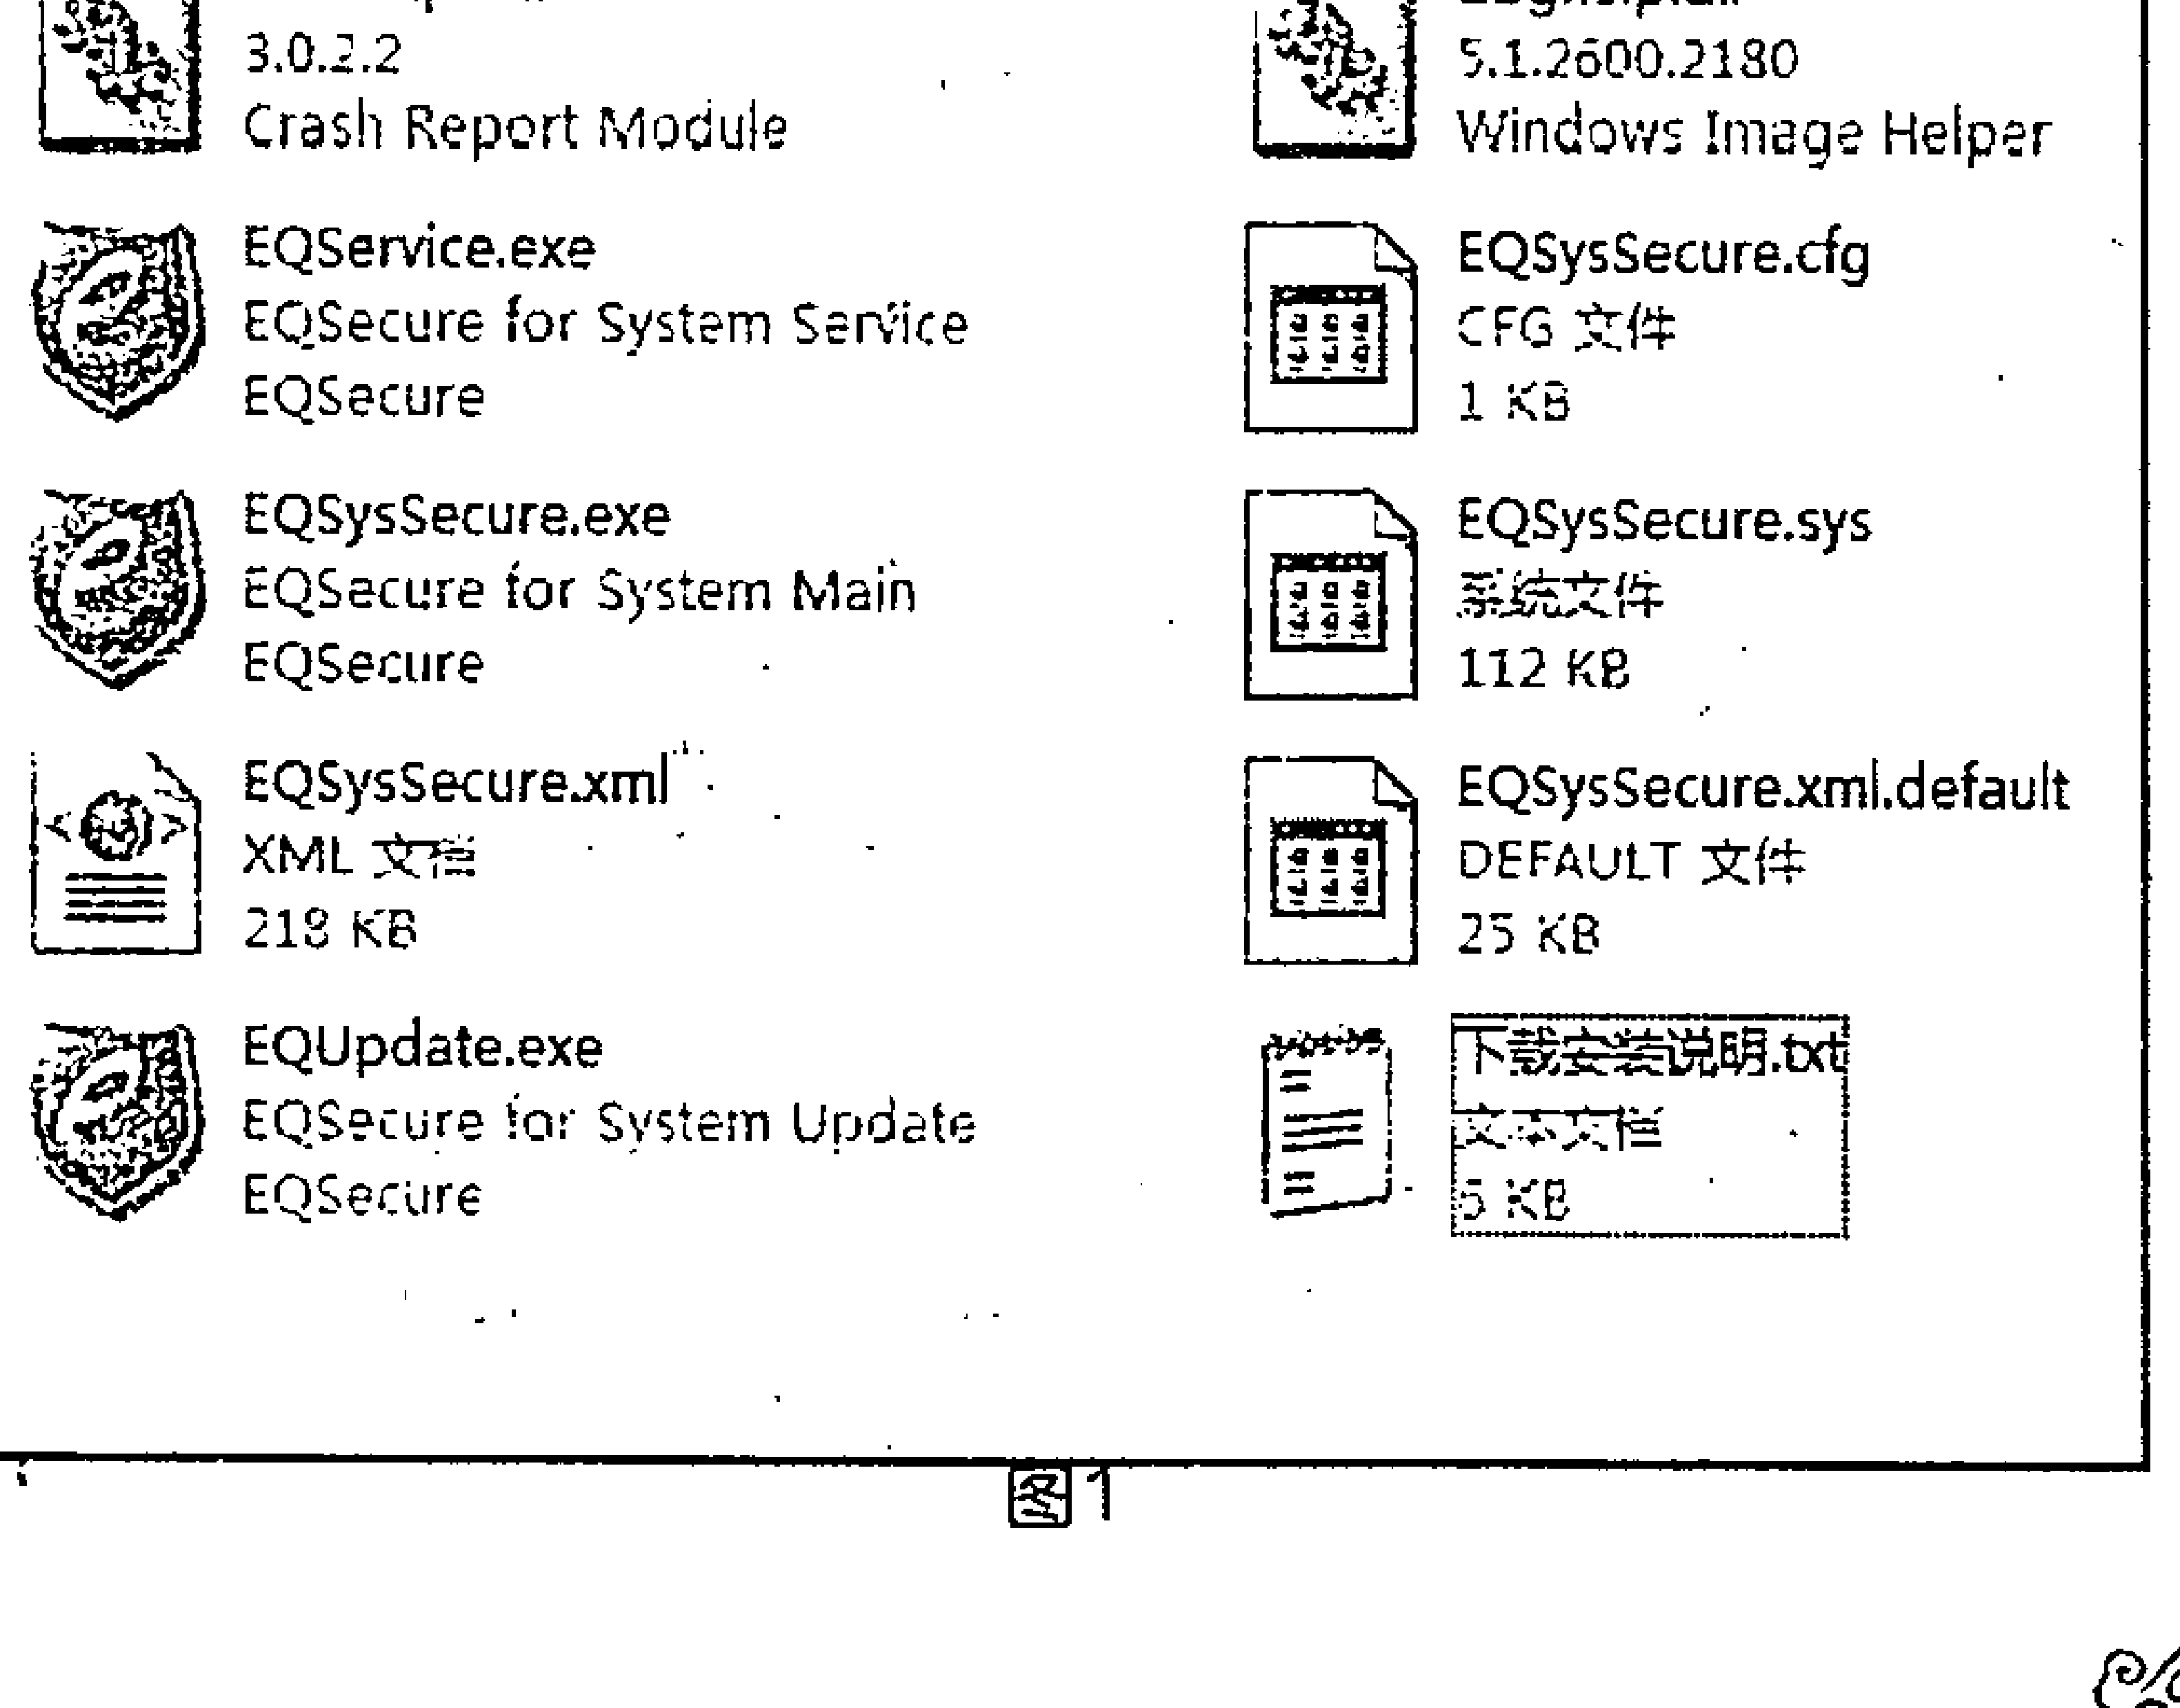 3.0.2.2
Crash Report Module
5.1.2600.2180
Windows Image Helper
EQService.exe
EQSecure for System Service
EQSecure
EQSysSecure.cfg
CFG 文件
1 KB
EQSysSecure.exe
EQSecure for System Main
EQSecure
EQSysSecure.sys
系统文件
112 KB
EQSysSecure.xml
XML 文档
218 KB
EQSysSecure.xml.default
DEFAULT 文件
25 KB
EQUpdate.exe
EQSecure for System Update
EQSecure
下载安装说明.txt
文本文档
5 KB
图1